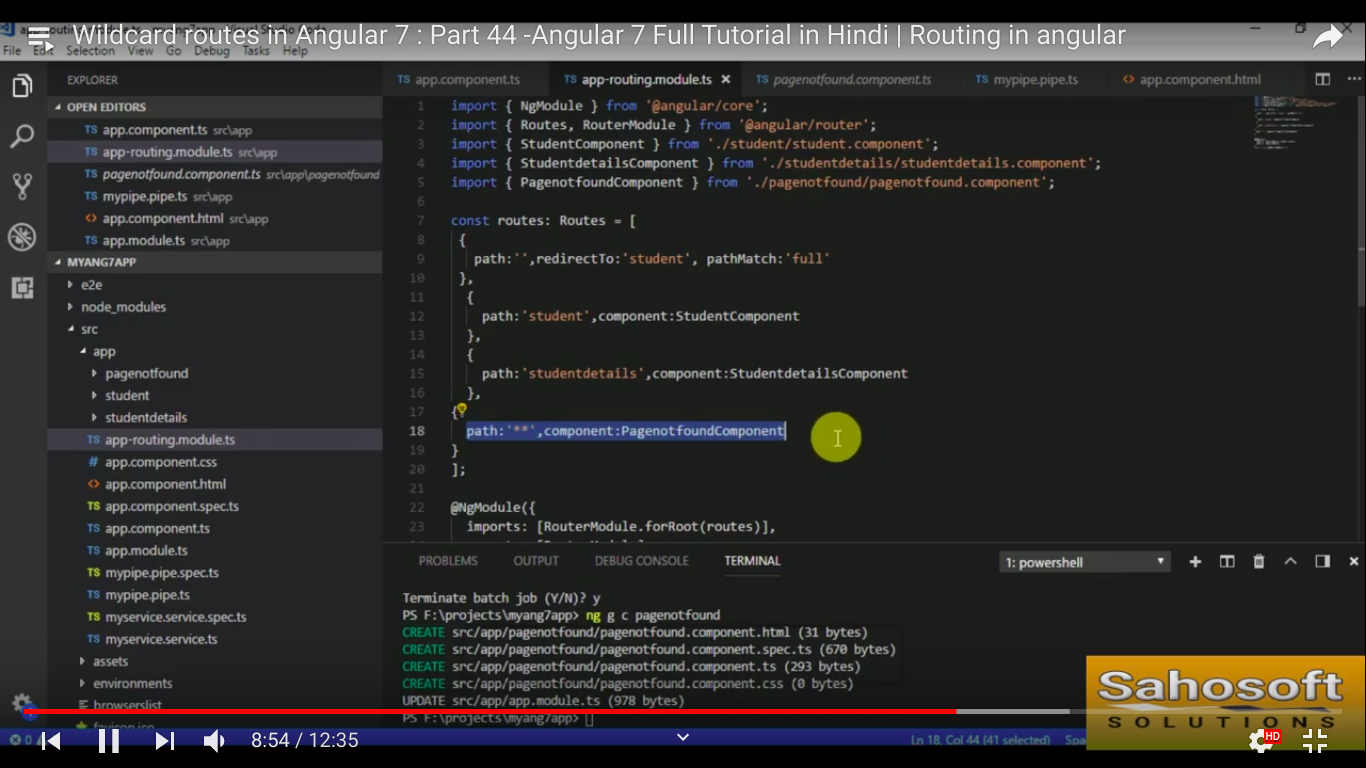 Wildcard routes in Angular 7 : Part 44 -Angular 7 Full Tutorial in Hindi | Routing in angular
File Edit Selection View Go Debug Tasks Help
EXPLORER
OPEN EDITORS
TS app.component.ts src\app
TS app-routing.module.ts src\app
TS pagenotfound.component.ts src\app\pagenotfound
TS mypipe.pipe.ts src\app
<> app.component.html src\app
TS app.module.ts src\app
MYANG7APP
e2e
node_modules
src
app
pagenotfound
student
studentdetails
TS app-routing.module.ts
# app.component.css
<> app.component.html
TS app.component.spec.ts
TS app.component.ts
TS app.module.ts
TS mypipe.pipe.spec.ts
TS mypipe.pipe.ts
TS myservice.service.spec.ts
TS myservice.service.ts
assets
environments
browserslist
favicon.ico
TS app.component.ts TS app-routing.module.ts × TS pagenotfound.component.ts TS mypipe.pipe.ts <> app.component.html
1 import { NgModule } from '@angular/core';
2 import { Routes, RouterModule } from '@angular/router';
3 import { StudentComponent } from './student/student.component';
4 import { StudentdetailsComponent } from './studentdetails/studentdetails.component';
5 import { PagenotfoundComponent } from './pagenotfound/pagenotfound.component';
6
7 const routes: Routes = [
8 {
9 path:'',redirectTo:'student', pathMatch:'full'
10 },
11 {
12 path:'student',component:StudentComponent
13 },
14 {
15 path:'studentdetails',component:StudentdetailsComponent
16 },
17 {
18 path:'**',component:PagenotfoundComponent
19 }
20 ];
21
22 @NgModule({
23 imports: [RouterModule.forRoot(routes)],
PROBLEMS OUTPUT DEBUG CONSOLE TERMINAL 1: powershell
Terminate batch job (Y/N)? y
PS F:\projects\myang7app> ng g c pagenotfound
CREATE src/app/pagenotfound/pagenotfound.component.html (31 bytes)
CREATE src/app/pagenotfound/pagenotfound.component.spec.ts (670 bytes)
CREATE src/app/pagenotfound/pagenotfound.component.ts (293 bytes)
CREATE src/app/pagenotfound/pagenotfound.component.css (0 bytes)
UPDATE src/app/app.module.ts (978 bytes)
PS F:\projects\myang7app>
Sahosoft
SOLUTIONS
8:54 / 12:35
Ln 18, Col 44 (41 selected)
HD